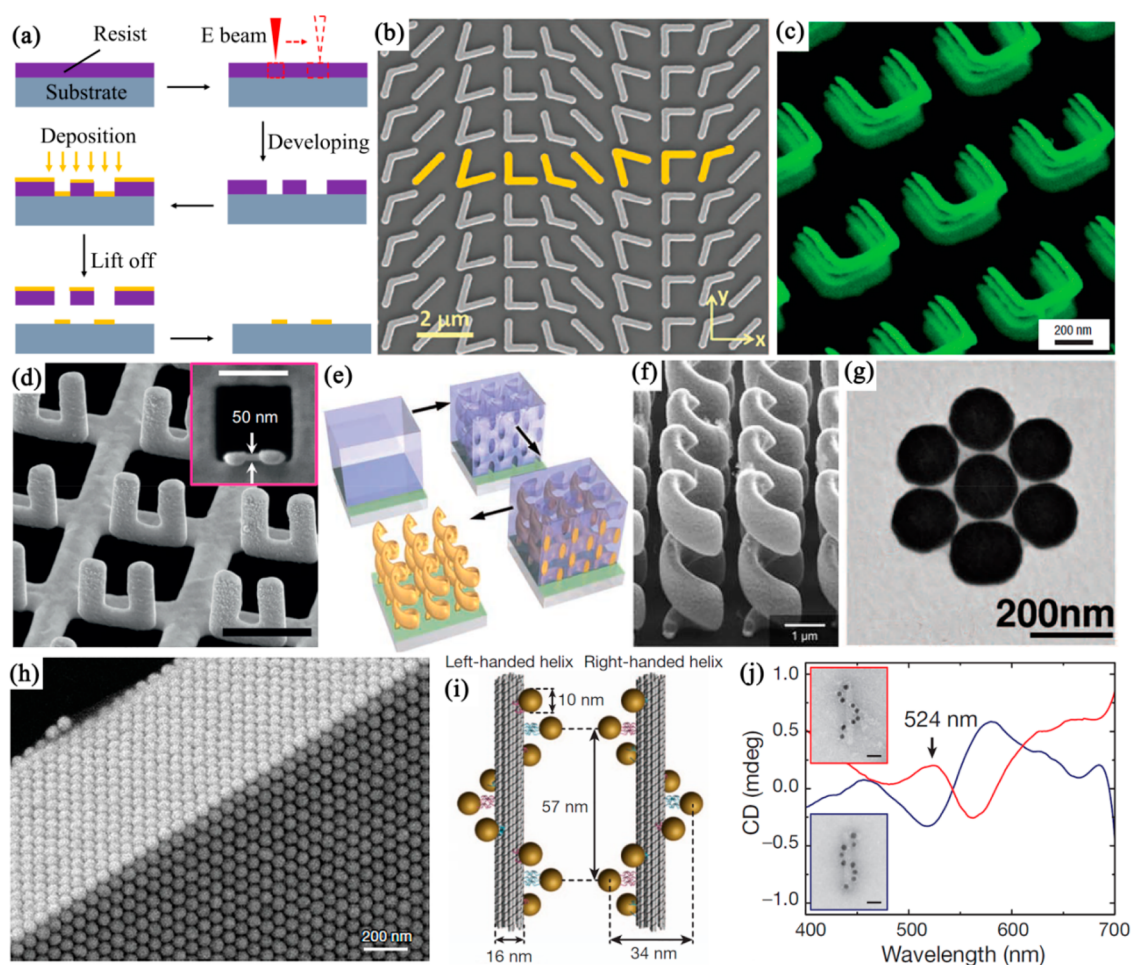 (a)
Resist
E beam
Substrate
Deposition
Developing
Lift off
(b)
2 μm
y
x
(c)
200 nm
(d)
50 nm
(e)
(f)
1 μm
(g)
200nm
(h)
200 nm
(i)
Left-handed helix
Right-handed helix
10 nm
57 nm
16 nm
34 nm
(j)
1.0
0.5
0.0
−0.5
−1.0
CD (mdeg)
524 nm
400
500
600
700
Wavelength (nm)